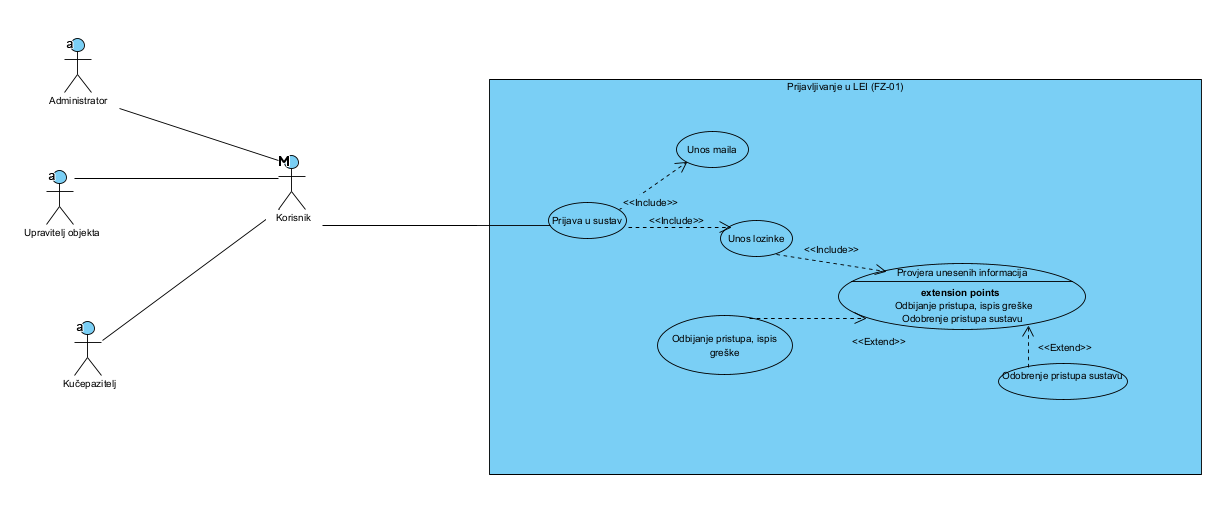 a
Administrator
a
Upravitelj objekta
M
Korisnik
a
Kućepazitelj
Prijavljivanje u LEI (FZ-01)
Unos maila
<<Include>>
Prijava u sustav
<<Include>>
Unos lozinke
<<Include>>
Provjera unesenih informacija
extension points
Odbijanje pristupa, ispis greške
Odobrenje pristupa sustavu
Odbijanje pristupa, ispis
greške
<<Extend>>
<<Extend>>
Odobrenje pristupa sustavu